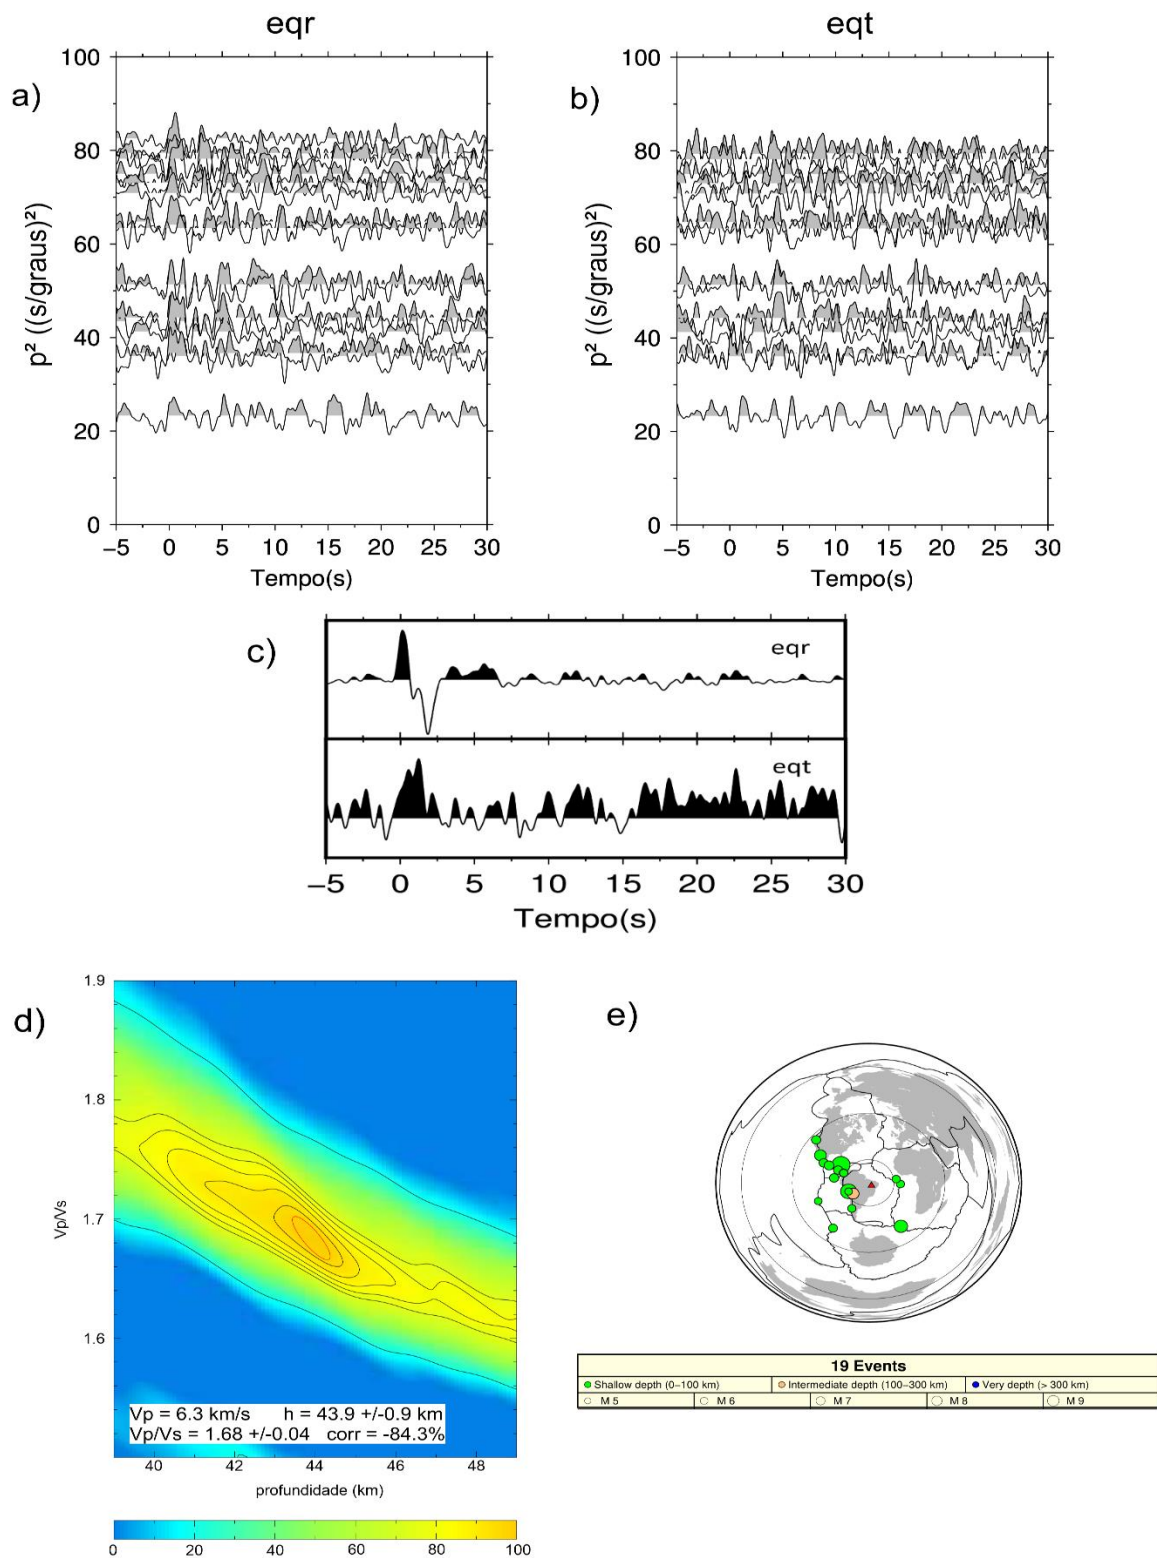 eqr
eqt
a)
b)
100
80
60
40
20
0
p² ((s/graus)²)
−5 0 5 10 15 20 25 30
Tempo(s)
100
80
60
40
20
0
p² ((s/graus)²)
−5 0 5 10 15 20 25 30
Tempo(s)
c)
eqr
eqt
−5 0 5 10 15 20 25 30
Tempo(s)
d)
1.9
1.8
1.7
1.6
Vp/Vs
Vp = 6.3 km/s h = 43.9 +/-0.9 km
Vp/Vs = 1.68 +/-0.04 corr = -84.3%
40 42 44 46 48
profundidade (km)
0 20 40 60 80 100
e)
19 Events
Shallow depth (0−100 km) Intermediate depth (100−300 km) Very depth (> 300 km)
M 5 M 6 M 7 M 8 M 9